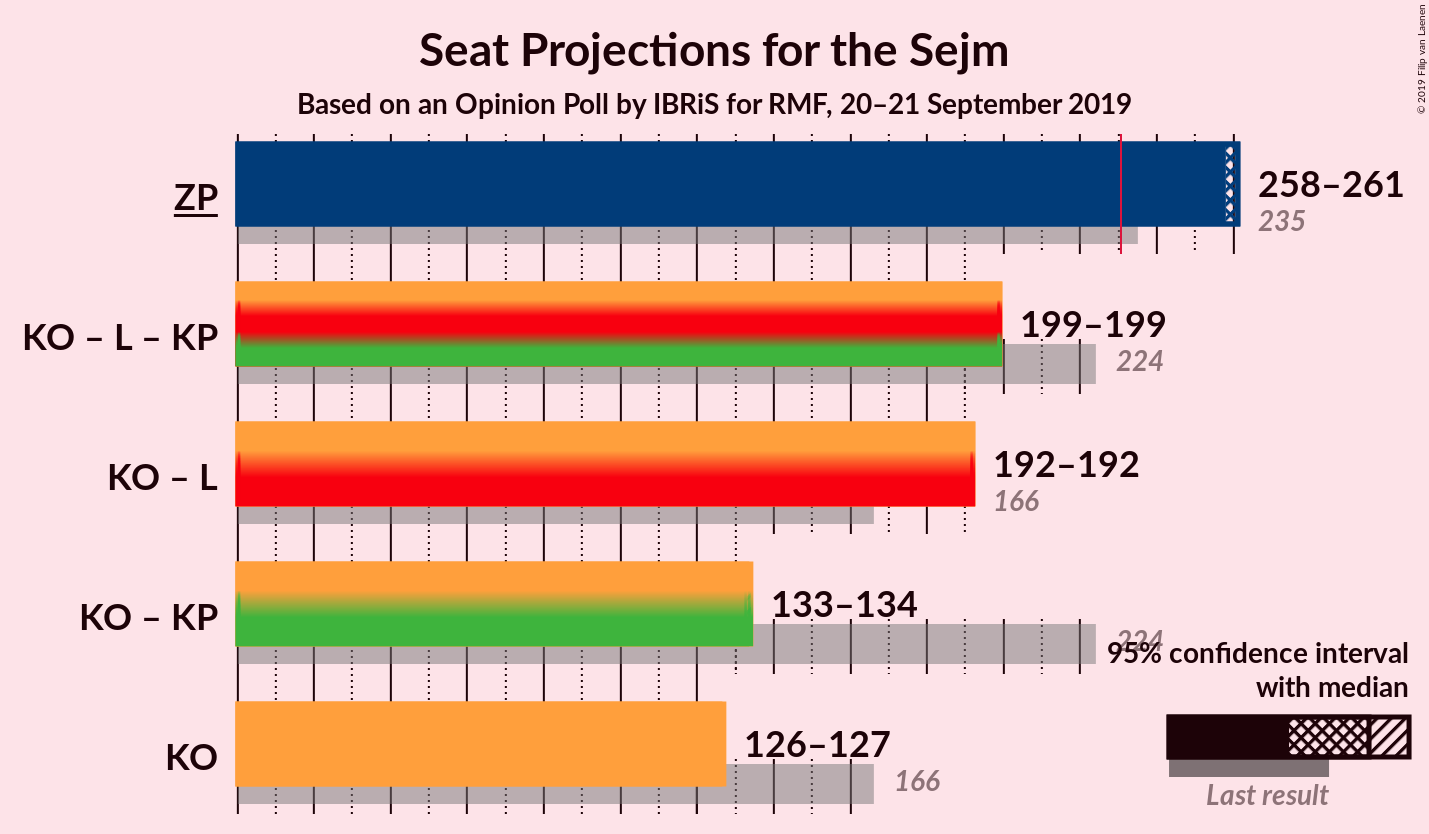 Seat Projections for the Sejm
Based on an Opinion Poll by IBRiS for RMF, 20–21 September 2019
© 2019 Filip van Laenen
ZP
258–261
235
KO – L – KP
199–199
224
KO – L
192–192
166
KO – KP
133–134
224
KO
126–127
166
95% confidence interval
with median
Last result